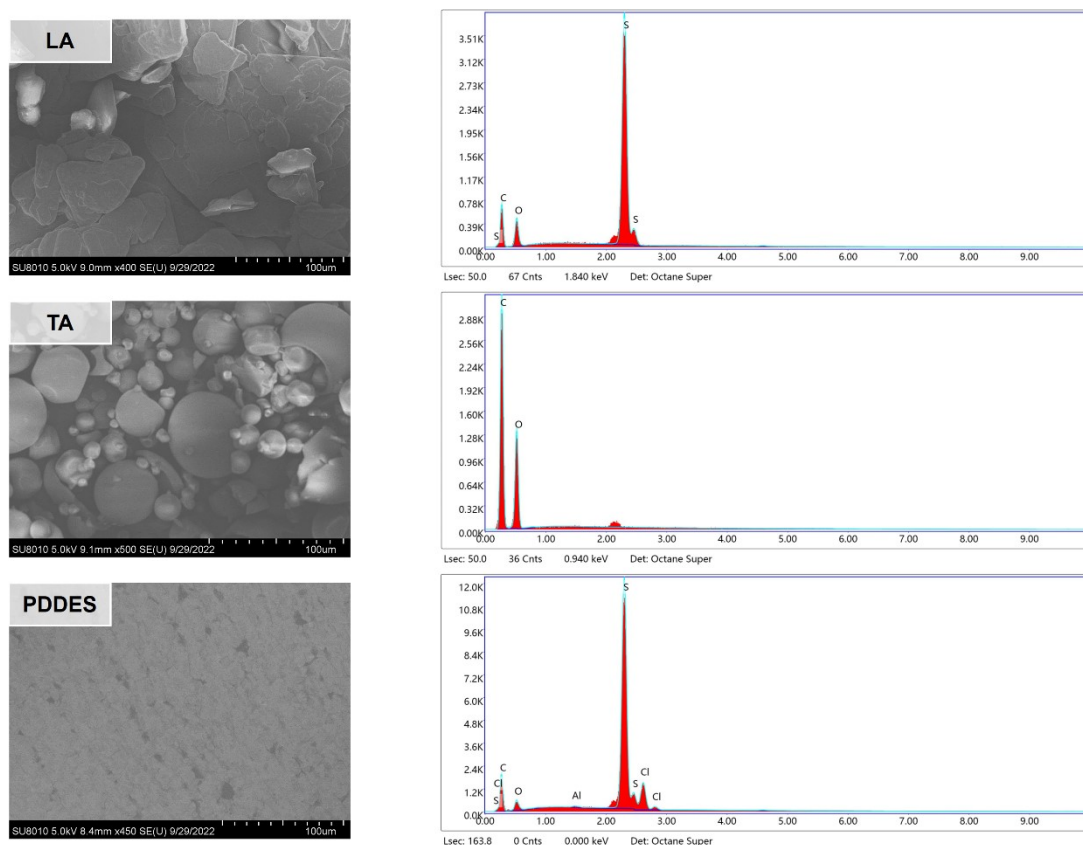 LA
SU8010 5.0kV 9.0mm x400 SE(U) 9/29/2022 100um
3.51K
3.12K
2.73K
2.34K
1.95K
1.56K
1.17K
0.78K
0.39K
0.00K
S
C
O
S
S
0.00 1.00 2.00 3.00 4.00 5.00 6.00 7.00 8.00 9.00
Lsec: 50.0 67 Cnts 1.840 keV Det: Octane Super
TA
SU8010 5.0kV 9.1mm x500 SE(U) 9/29/2022 100um
2.88K
2.56K
2.24K
1.92K
1.60K
1.28K
0.96K
0.64K
0.32K
0.00K
C
O
0.00 1.00 2.00 3.00 4.00 5.00 6.00 7.00 8.00 9.00
Lsec: 50.0 36 Cnts 0.940 keV Det: Octane Super
PDDES
SU8010 5.0kV 8.4mm x450 SE(U) 9/29/2022 100um
12.0K
10.8K
9.6K
8.4K
7.2K
6.0K
4.8K
3.6K
2.4K
1.2K
0.00K
S
C
Cl
S
O
Al
S
Cl
Cl
0.00 1.00 2.00 3.00 4.00 5.00 6.00 7.00 8.00 9.00
Lsec: 163.8 0 Cnts 0.000 keV Det: Octane Super